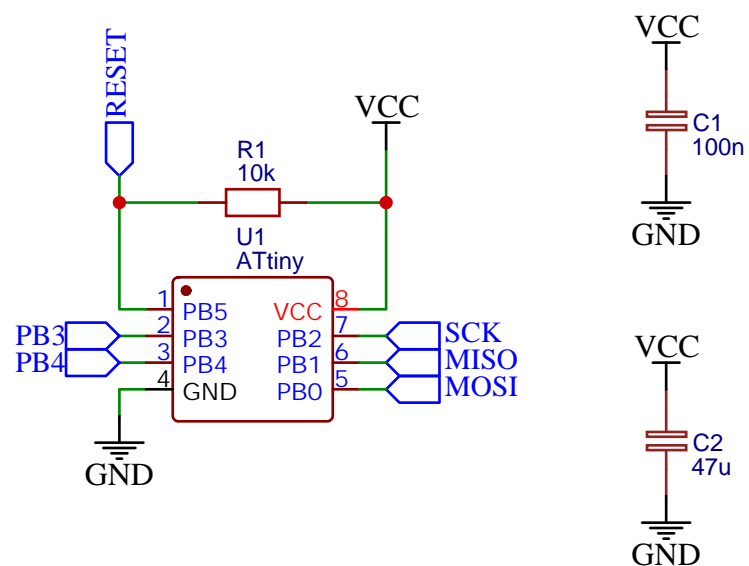 RESET
VCC
R1
10k
U1
ATtiny
1 PB5 VCC 8
PB3 2 PB3 PB2 7 SCK
PB4 3 PB4 PB1 6 MISO
4 GND PB0 5 MOSI
GND
VCC
C1
100n
GND
VCC
C2
47u
GND